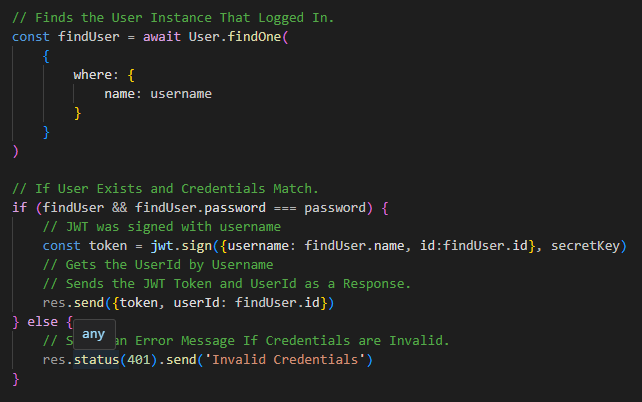 // Finds the User Instance That Logged In.
const findUser = await User.findOne(
{
where: {
name: username
}
}
)
// If User Exists and Credentials Match.
if (findUser && findUser.password === password) {
// JWT was signed with username
const token = jwt.sign({username: findUser.name, id:findUser.id}, secretKey)
// Gets the UserId by Username
// Sends the JWT Token and UserId as a Response.
res.send({token, userId: findUser.id})
} else {
any
// an Error Message If Credentials are Invalid.
res.status(401).send('Invalid Credentials')
}